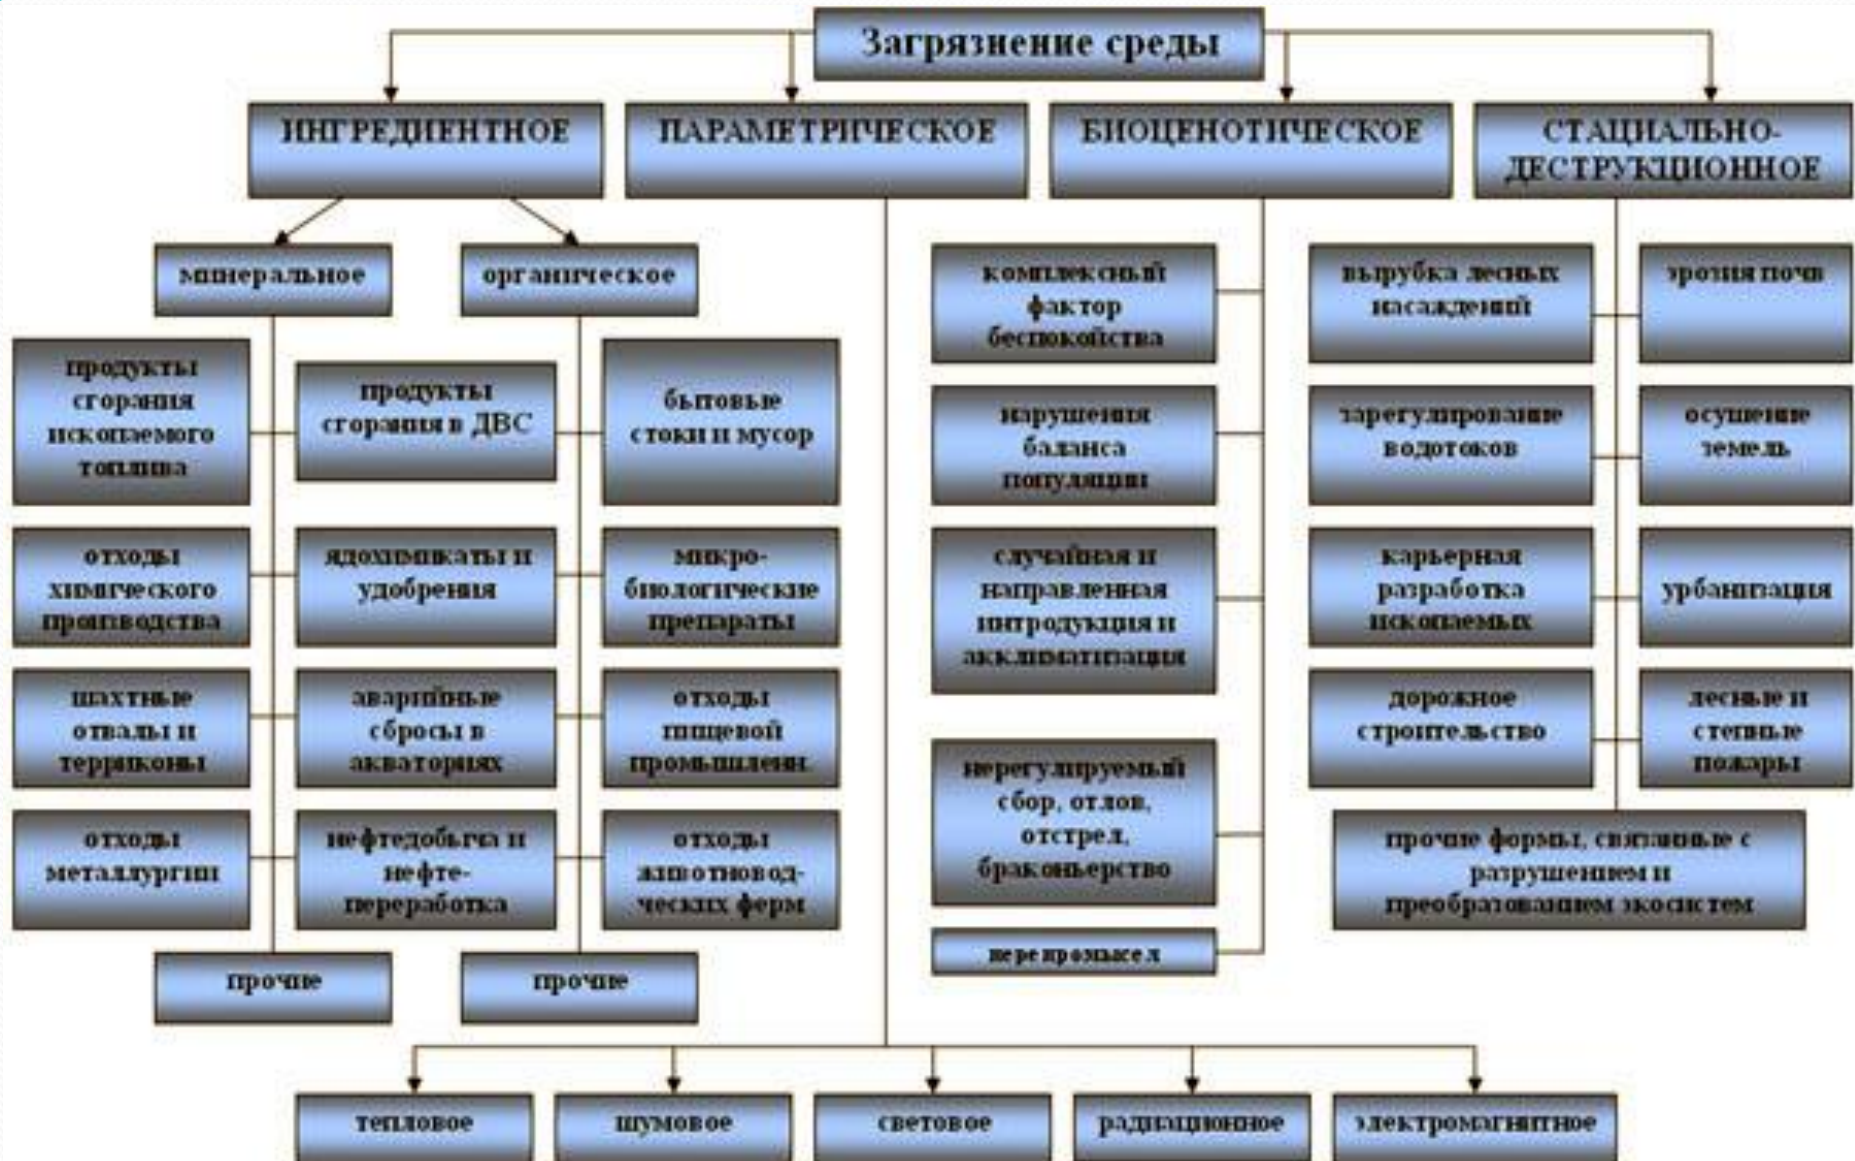 Загрязнение среды
ИНГРЕДИЕНТНОЕ
ПАРАМЕТРИЧЕСКОЕ
БИОЦЕНОТИЧЕСКОЕ
СТАЦИАЛЬНО-
ДЕСТРУКЦИОННОЕ
минеральное
органическое
продукты
сгорания
ископаемого
топлива
продукты
сгорания в ДВС
бытовые
стоки и мусор
отходы
химического
производства
ядохимикаты и
удобрения
микро-
биологические
препараты
шахтные
отвалы и
терриконы
аварийные
сбросы в
акваториях
отходы
пищевой
промышленн.
отходы
металлургии
нефтедобыча и
нефте-
переработка
отходы
животновод-
ческих ферм
прочие
прочие
комплексный
фактор
беспокойства
нарушения
баланса
популяции
случайная и
направленная
интродукция и
акклиматизация
нерегулируемый
сбор, отлов,
отстрел,
браконьерство
перепромысел
вырубка лесных
насаждений
эрозия почв
зарегулирование
водотоков
осушение
земель
карьерная
разработка
ископаемых
урбанизация
дорожное
строительство
лесные и
степные
пожары
прочие формы, связанные с
разрушением и
преобразованием экосистем
тепловое
шумовое
световое
радиационное
электромагнитное